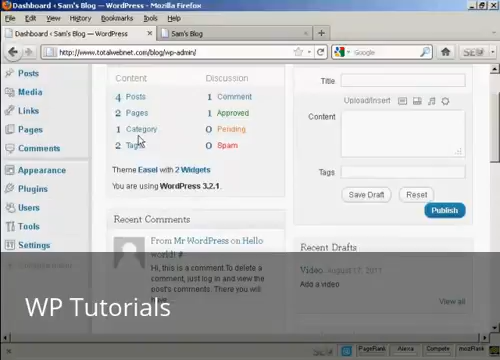 Dashboard ‹ Sam's Blog — WordPress — Mozilla Firefox
File Edit View History Bookmarks Tools Help
Dashboard ‹ Sam's Blog — WordPress
Sam's Blog
http://www.totalwebnet.com/blog/wp-admin/
Google
Posts
Media
Links
Pages
Comments
Appearance
Plugins
Users
Tools
Settings
Content Discussion
4 Posts 1 Comment
2 Pages 1 Approved
1 Category 0 Pending
2 Tags 0 Spam
Theme Easel with 2 Widgets
You are using WordPress 3.2.1.
Recent Comments
From Mr WordPress on Hello
world! #
Hi, this is a comment.To delete a
comment, just log in and view the
post's comments. There you will
Title
Upload/Insert
Content
Tags
Save Draft Reset
Publish
Recent Drafts
Video August 17, 2011
Add a video
View all
WP Tutorials
PageRank Alexa Compete mozRank